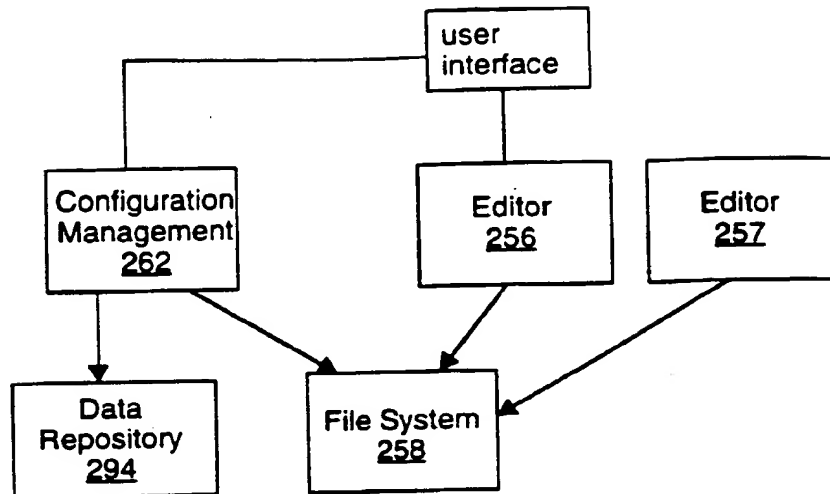 user
interface
Configuration
Management
262
Editor
256
Editor
257
Data
Repository
294
File System
258